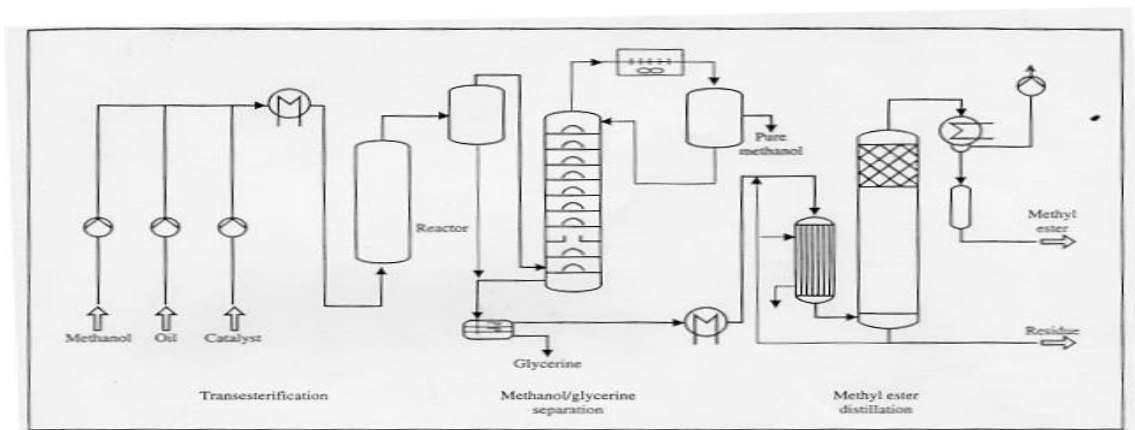 Pure
methanol
Reactor
Methyl
ester
Methanol
Oil
Catalyst
Residue
Glycerine
Transesterification
Methanol/glycerine
separation
Methyl ester
distillation